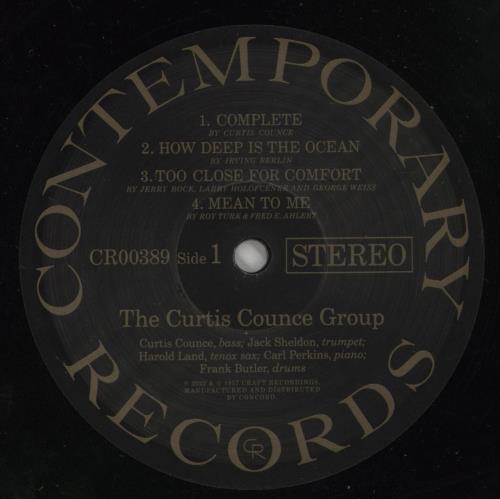 CONTEMPORARY
1. COMPLETE
BY CURTIS COUNCE
2. HOW DEEP IS THE OCEAN
BY IRVING BERLIN
3. TOO CLOSE FOR COMFORT
BY JERRY BOCK, LARRY HOLOFCENER AND GEORGE WEISS
4. MEAN TO ME
BY ROY TURK & FRED E. AHLERT
CR00389 Side 1 STEREO
The Curtis Counce Group
Curtis Counce, bass; Jack Sheldon, trumpet;
Harold Land, tenox sax; Carl Perkins, piano;
Frank Butler, drums
℗ 2022 & © 1957 CRAFT RECORDINGS.
MANUFACTURED AND DISTRIBUTED
BY CONCORD.
CR
RECORDS